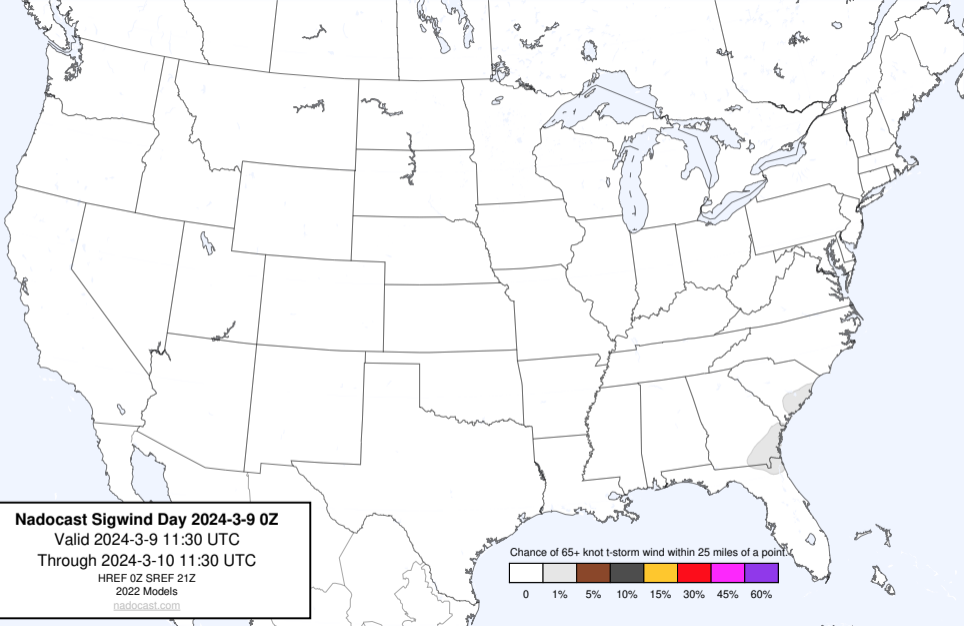 Nadocast Sigwind Day 2024-3-9 0Z
Valid 2024-3-9 11:30 UTC
Through 2024-3-10 11:30 UTC
HREF 0Z SREF 21Z
2022 Models
nadocast.com
Chance of 65+ knot t-storm wind within 25 miles of a point.
0 1% 5% 10% 15% 30% 45% 60%